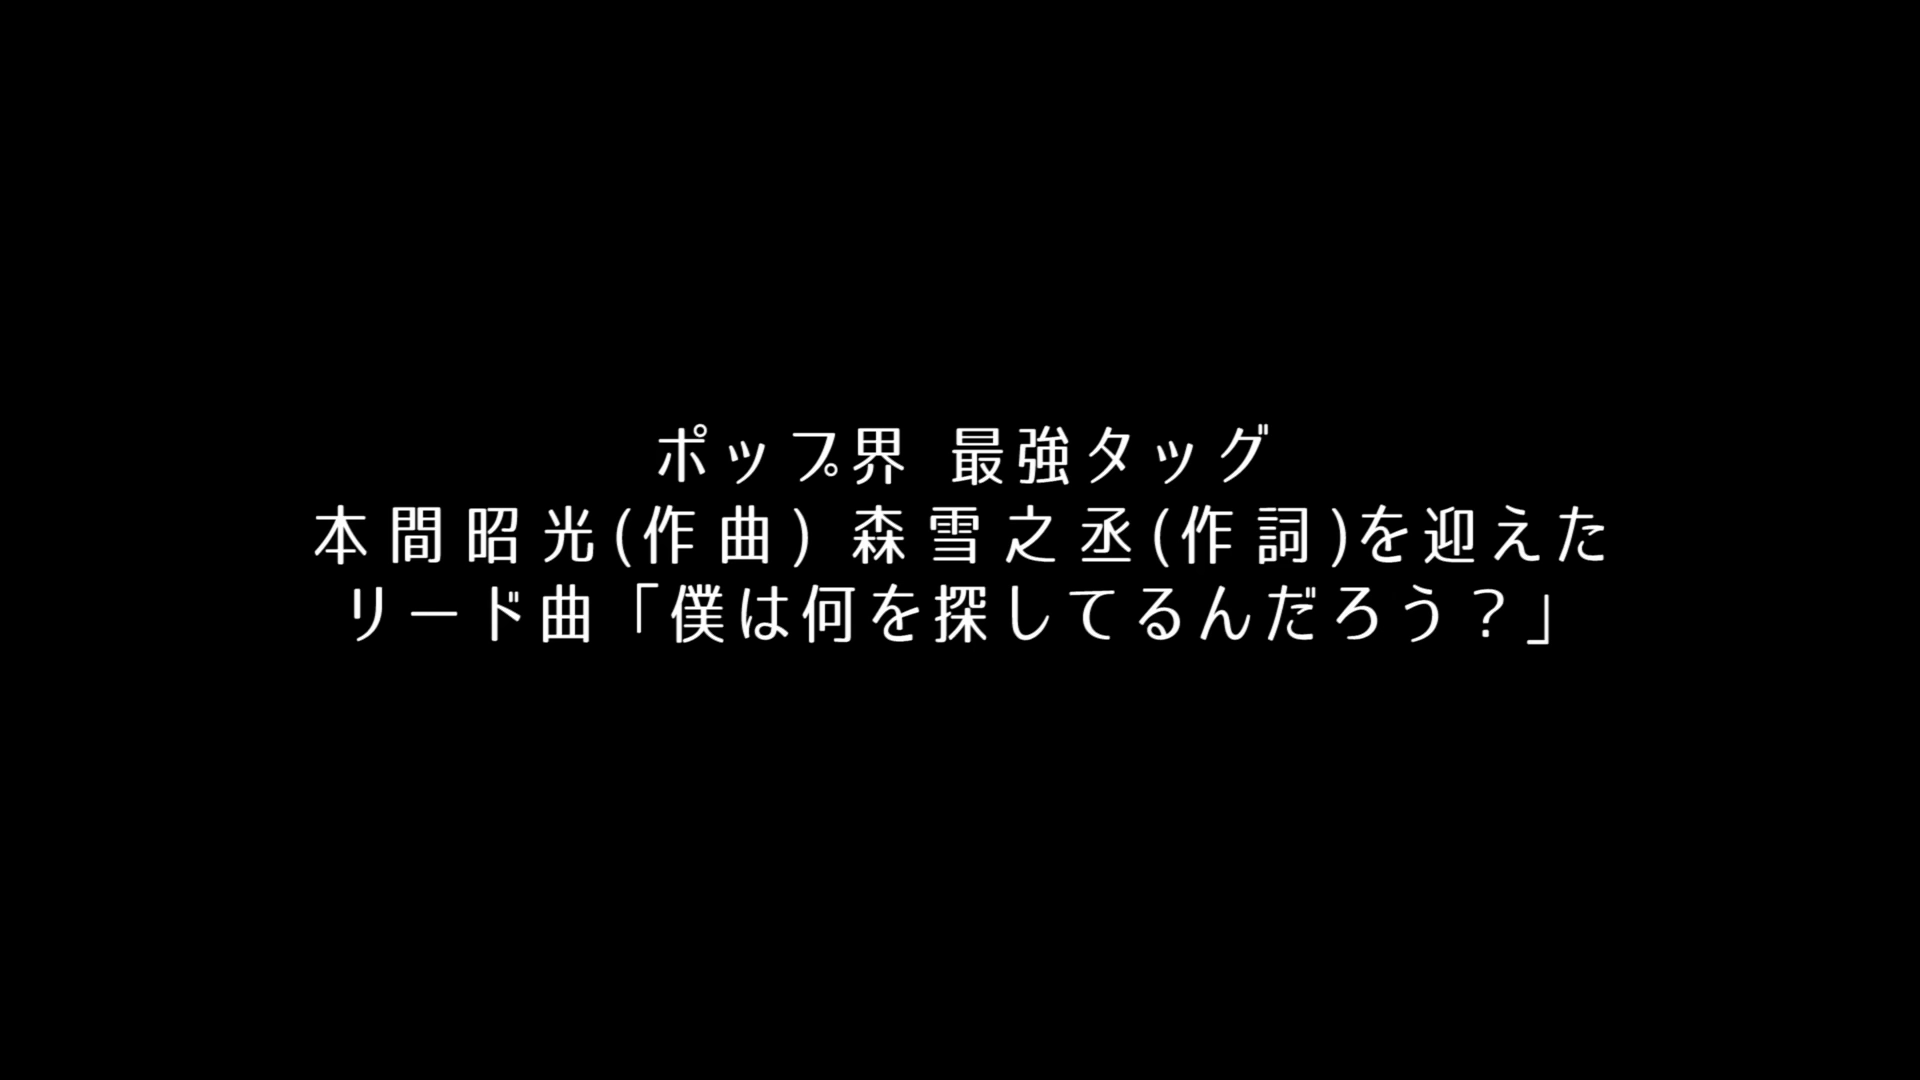 ポップ界 最強タッグ
本間昭光(作曲) 森雪之丞(作詞)を迎えた
リード曲「僕は何を探してるんだろう？」